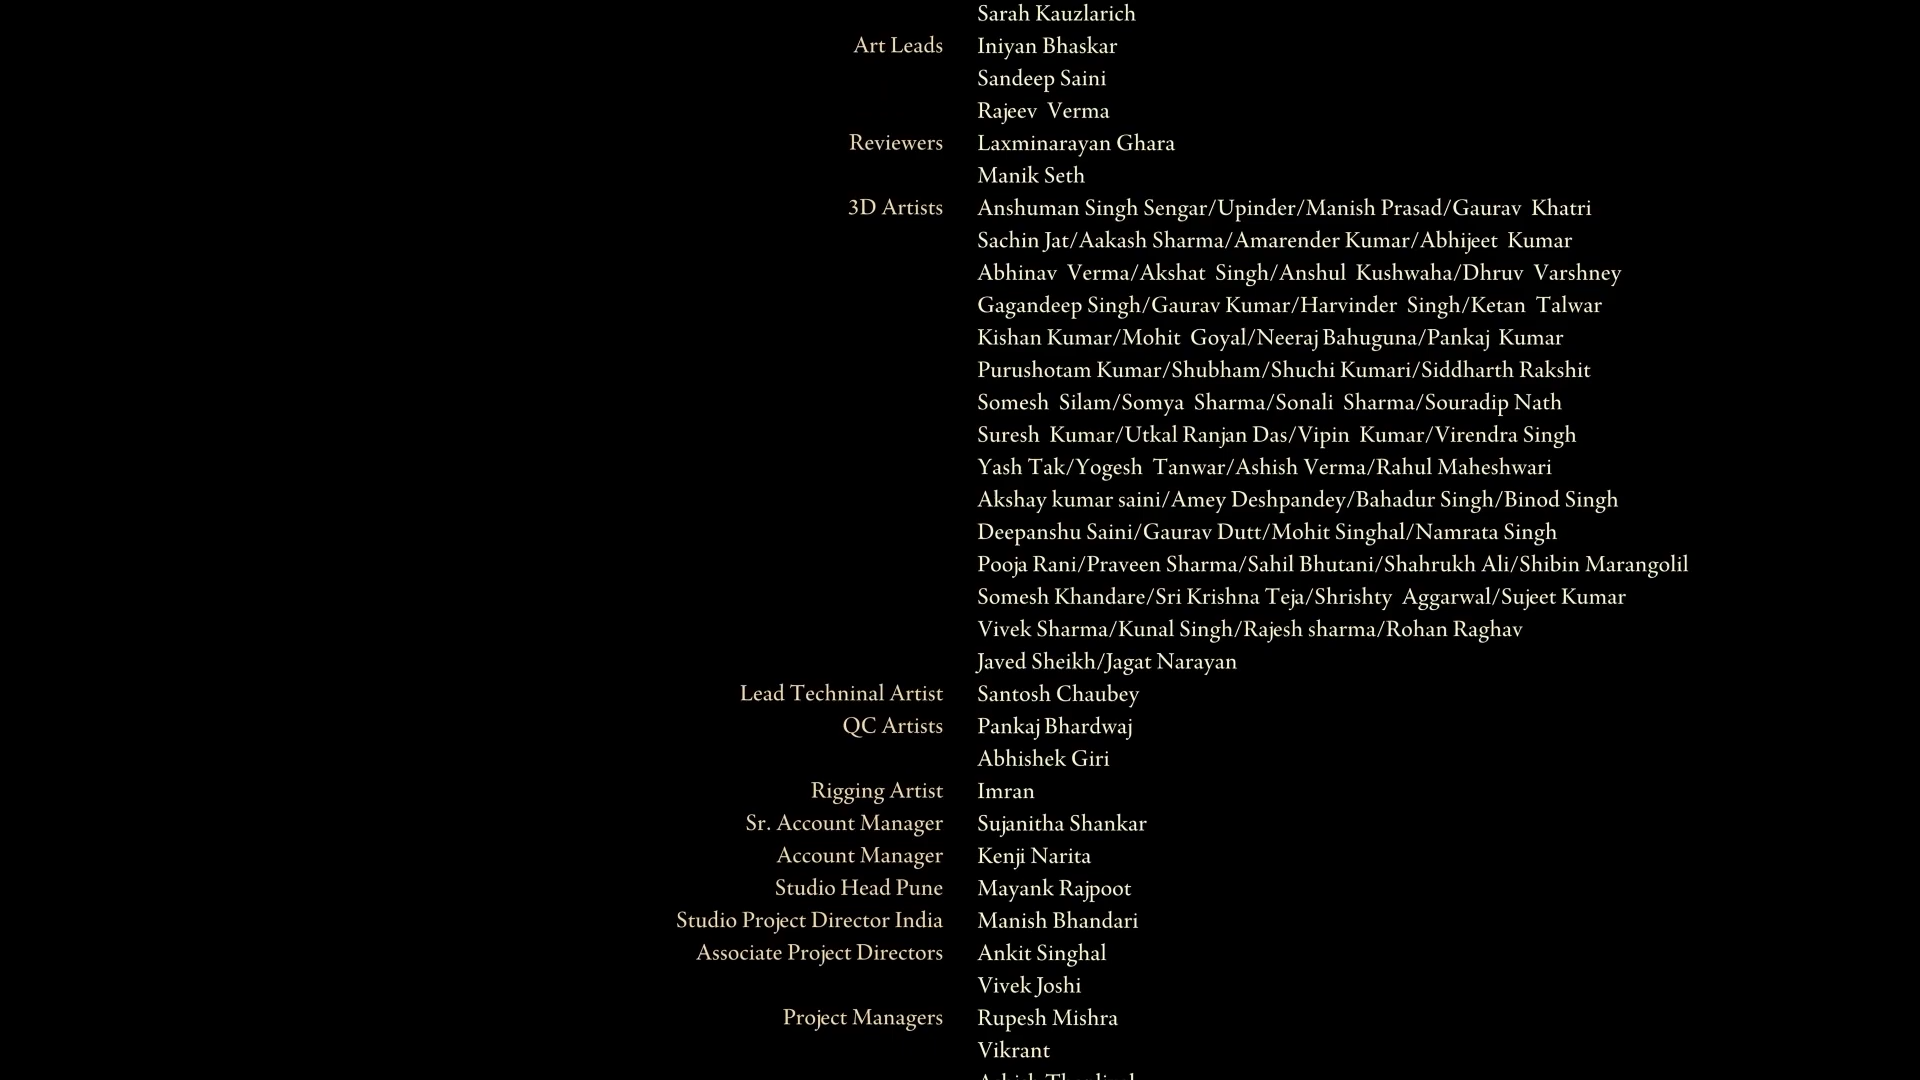 Sarah Kauzlarich
Art Leads Iniyan Bhaskar
Sandeep Saini
Rajeev Verma
Reviewers Laxminarayan Ghara
Manik Seth
3D Artists Anshuman Singh Sengar/Upinder/Manish Prasad/Gaurav Khatri
Sachin Jat/Aakash Sharma/Amarender Kumar/Abhijeet Kumar
Abhinav Verma/Akshat Singh/Anshul Kushwaha/Dhruv Varshney
Gagandeep Singh/Gaurav Kumar/Harvinder Singh/Ketan Talwar
Kishan Kumar/Mohit Goyal/Neeraj Bahuguna/Pankaj Kumar
Purushotam Kumar/Shubham/Shuchi Kumari/Siddharth Rakshit
Somesh Silam/Somya Sharma/Sonali Sharma/Souradip Nath
Suresh Kumar/Utkal Ranjan Das/Vipin Kumar/Virendra Singh
Yash Tak/Yogesh Tanwar/Ashish Verma/Rahul Maheshwari
Akshay kumar saini/Amey Deshpandey/Bahadur Singh/Binod Singh
Deepanshu Saini/Gaurav Dutt/Mohit Singhal/Namrata Singh
Pooja Rani/Praveen Sharma/Sahil Bhutani/Shahrukh Ali/Shibin Marangolil
Somesh Khandare/Sri Krishna Teja/Shrishty Aggarwal/Sujeet Kumar
Vivek Sharma/Kunal Singh/Rajesh sharma/Rohan Raghav
Javed Sheikh/Jagat Narayan
Lead Techninal Artist Santosh Chaubey
QC Artists Pankaj Bhardwaj
Abhishek Giri
Rigging Artist Imran
Sr. Account Manager Sujanitha Shankar
Account Manager Kenji Narita
Studio Head Pune Mayank Rajpoot
Studio Project Director India Manish Bhandari
Associate Project Directors Ankit Singhal
Vivek Joshi
Project Managers Rupesh Mishra
Vikrant